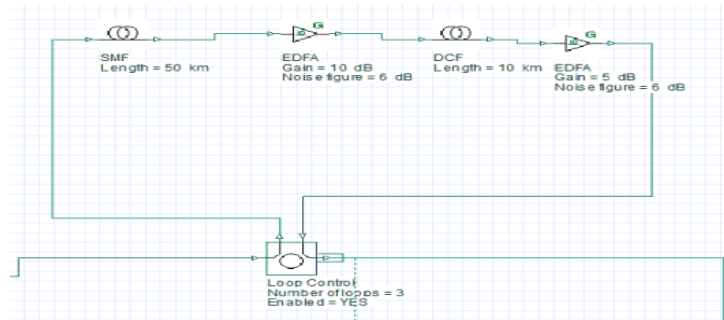 G
G
SMF
Length = 50 km
EDFA
Gain = 10 dB
Noise figure = 6 dB
DCF
Length = 10 km
EDFA
Gain = 5 dB
Noise figure = 6 dB
Loop Control
Number of loops = 3
Enabled = YES